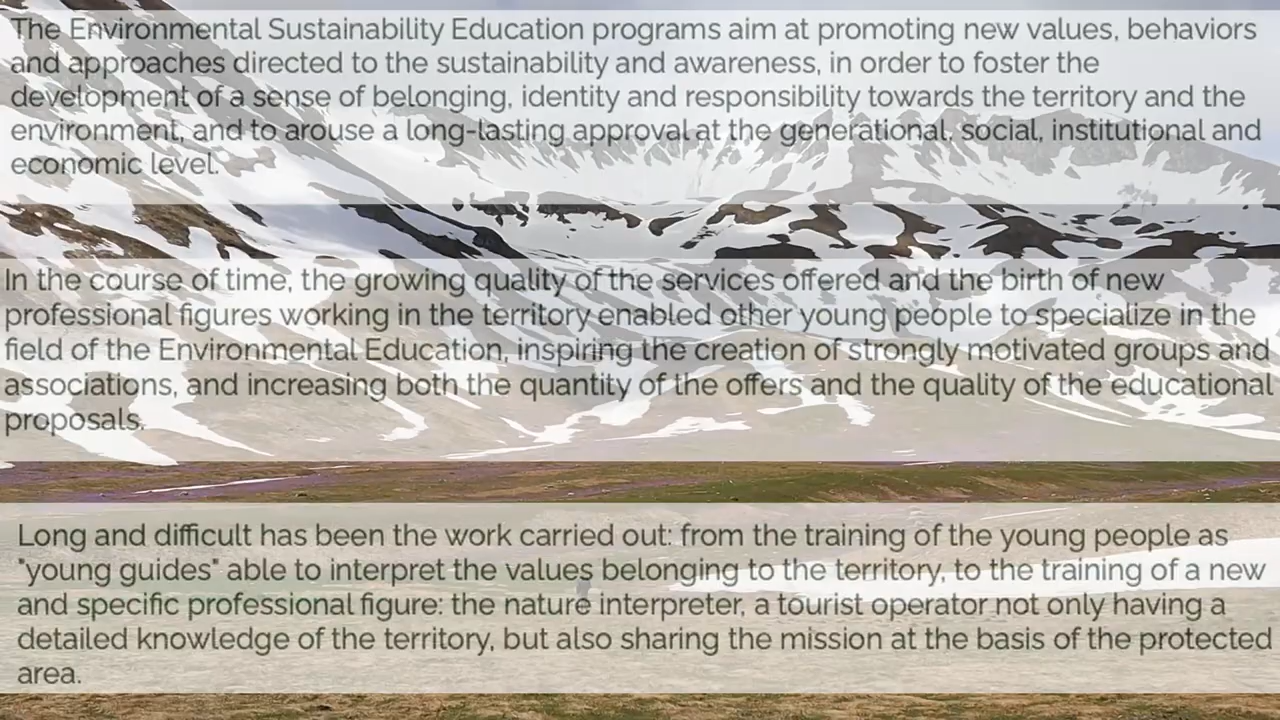 The Environmental Sustainability Education programs aim at promoting new values, behaviors
and approaches directed to the sustainability and awareness, in order to foster the
development of a sense of belonging, identity and responsibility towards the territory and the
environment, and to arouse a long-lasting approval at the generational, social, institutional and
economic level.
In the course of time, the growing quality of the services offered and the birth of new
professional figures working in the territory enabled other young people to specialize in the
field of the Environmental Education, inspiring the creation of strongly motivated groups and
associations, and increasing both the quantity of the offers and the quality of the educational
proposals.
Long and difficult has been the work carried out: from the training of the young people as
"young guides" able to interpret the values belonging to the territory, to the training of a new
and specific professional figure: the nature interpreter, a tourist operator not only having a
detailed knowledge of the territory, but also sharing the mission at the basis of the protected
area.